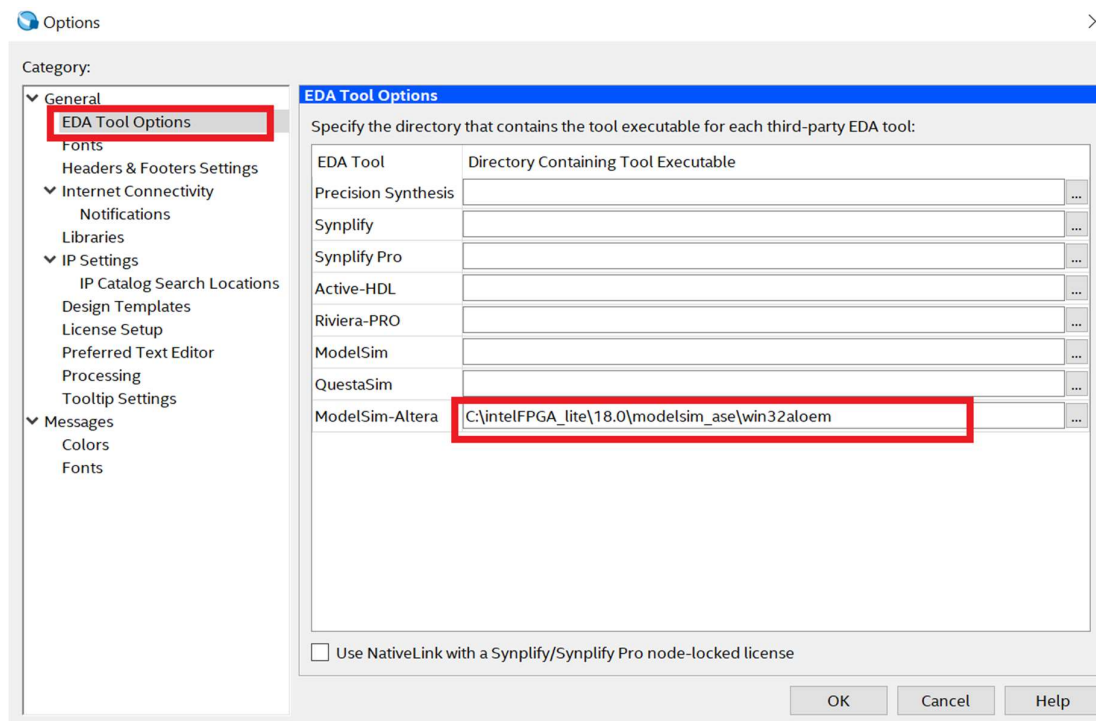 Options
Category:
General
EDA Tool Options
Fonts
Headers & Footers Settings
Internet Connectivity
Notifications
Libraries
IP Settings
IP Catalog Search Locations
Design Templates
License Setup
Preferred Text Editor
Processing
Tooltip Settings
Messages
Colors
Fonts
EDA Tool Options
Specify the directory that contains the tool executable for each third-party EDA tool:
EDA Tool Directory Containing Tool Executable
Precision Synthesis ...
Synplify ...
Synplify Pro ...
Active-HDL ...
Riviera-PRO ...
ModelSim ...
QuestaSim ...
ModelSim-Altera C:\intelFPGA_lite\18.0\modelsim_ase\win32aloem ...
Use NativeLink with a Synplify/Synplify Pro node-locked license
OK Cancel Help